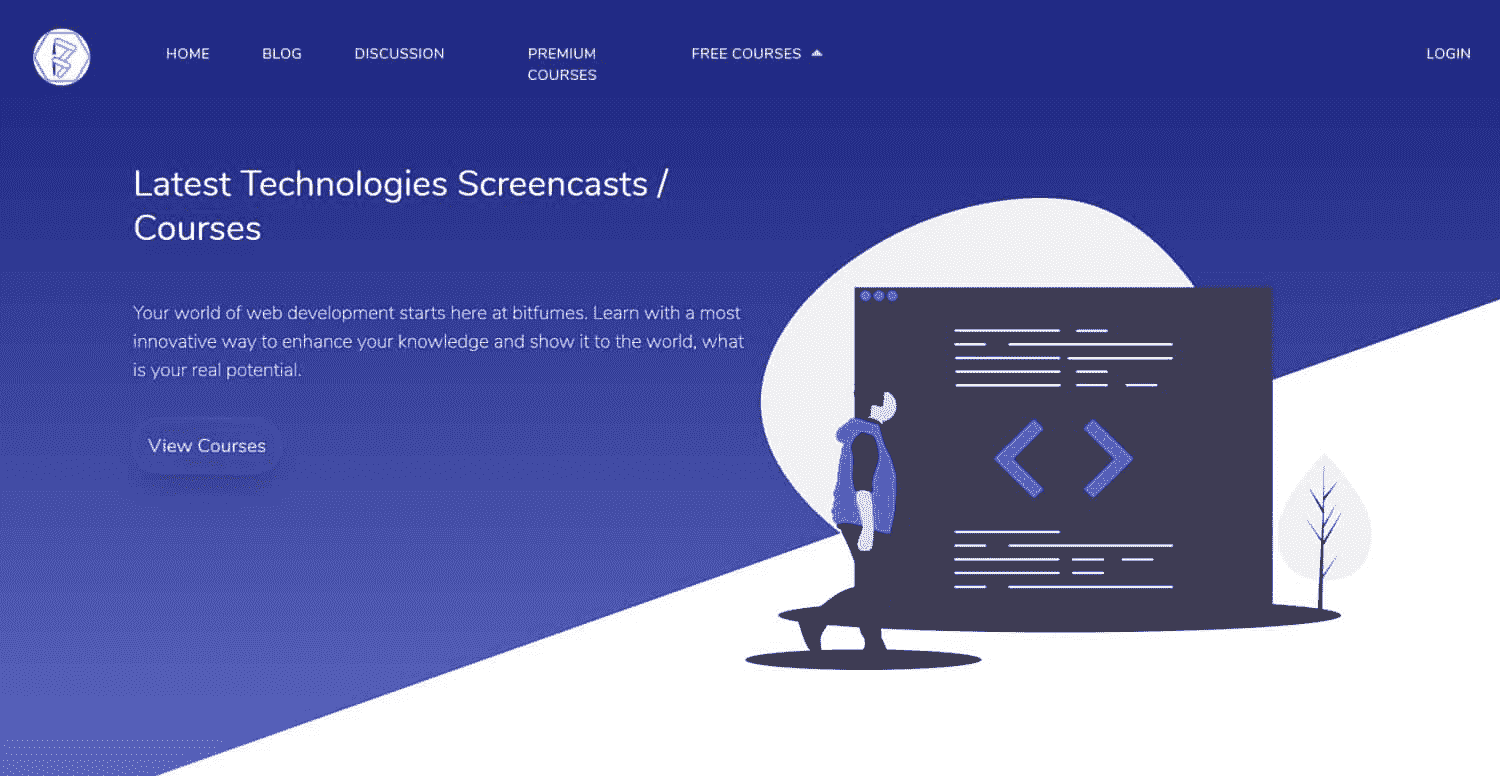 HOME BLOG DISCUSSION PREMIUM COURSES FREE COURSES LOGIN
Latest Technologies Screencasts /
Courses
Your world of web development starts here at bitfumes. Learn with a most
innovative way to enhance your knowledge and show it to the world, what
is your real potential.
View Courses